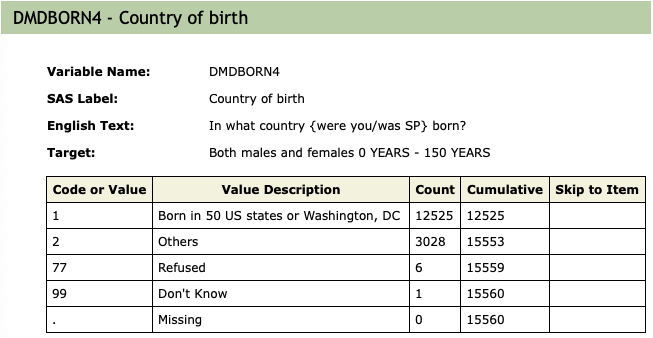 DMDBORN4 - Country of birth
Variable Name: DMDBORN4
SAS Label: Country of birth
English Text: In what country {were you/was SP} born?
Target: Both males and females 0 YEARS - 150 YEARS
Code or Value Value Description Count Cumulative Skip to Item
1 Born in 50 US states or Washington, DC 12525 12525
2 Others 3028 15553
77 Refused 6 15559
99 Don't Know 1 15560
. Missing 0 15560